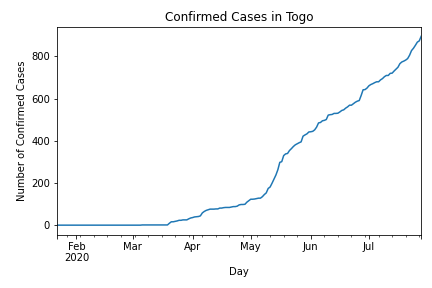 Confirmed Cases in Togo
Number of Confirmed Cases
800
600
400
200
0
Feb Mar Apr May Jun Jul
2020
Day